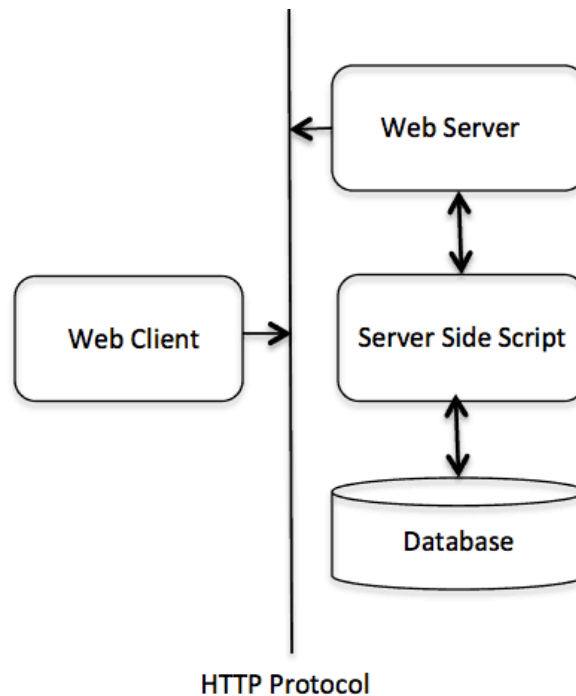 Web Server
Web Client
Server Side Script
Database
HTTP Protocol